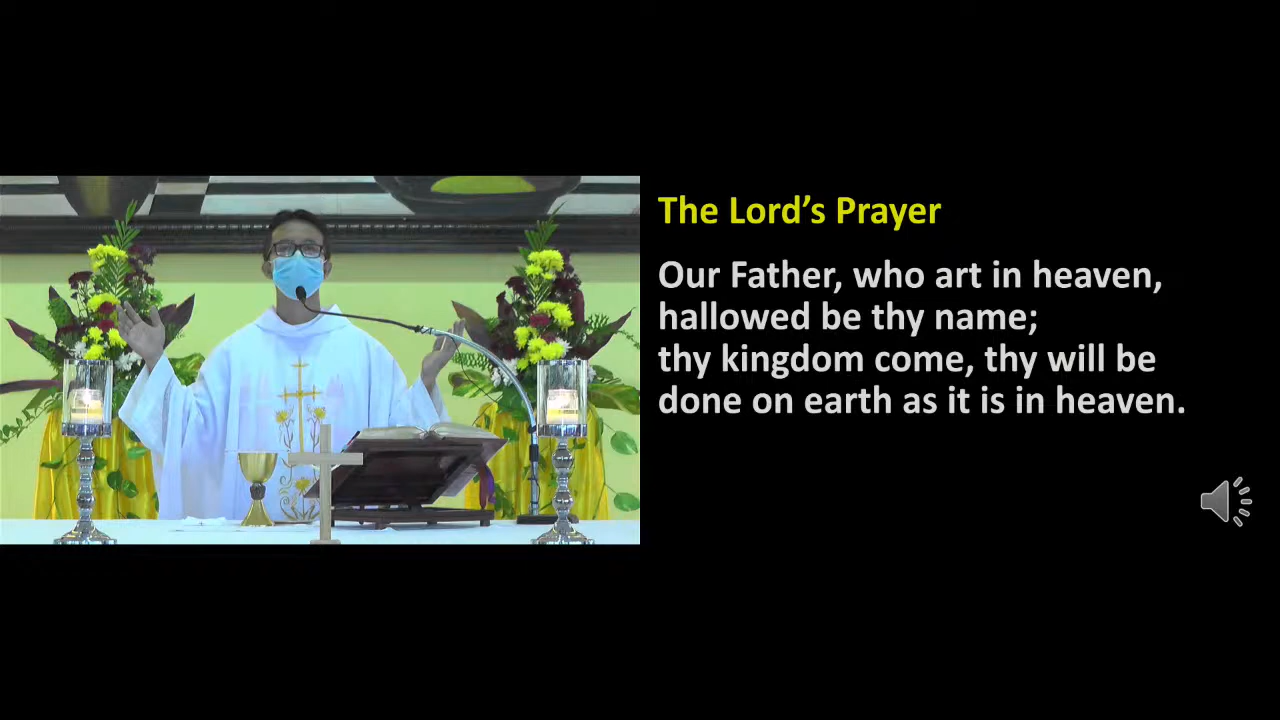 The Lord’s Prayer
Our Father, who art in heaven,
hallowed be thy name;
thy kingdom come, thy will be
done on earth as it is in heaven.